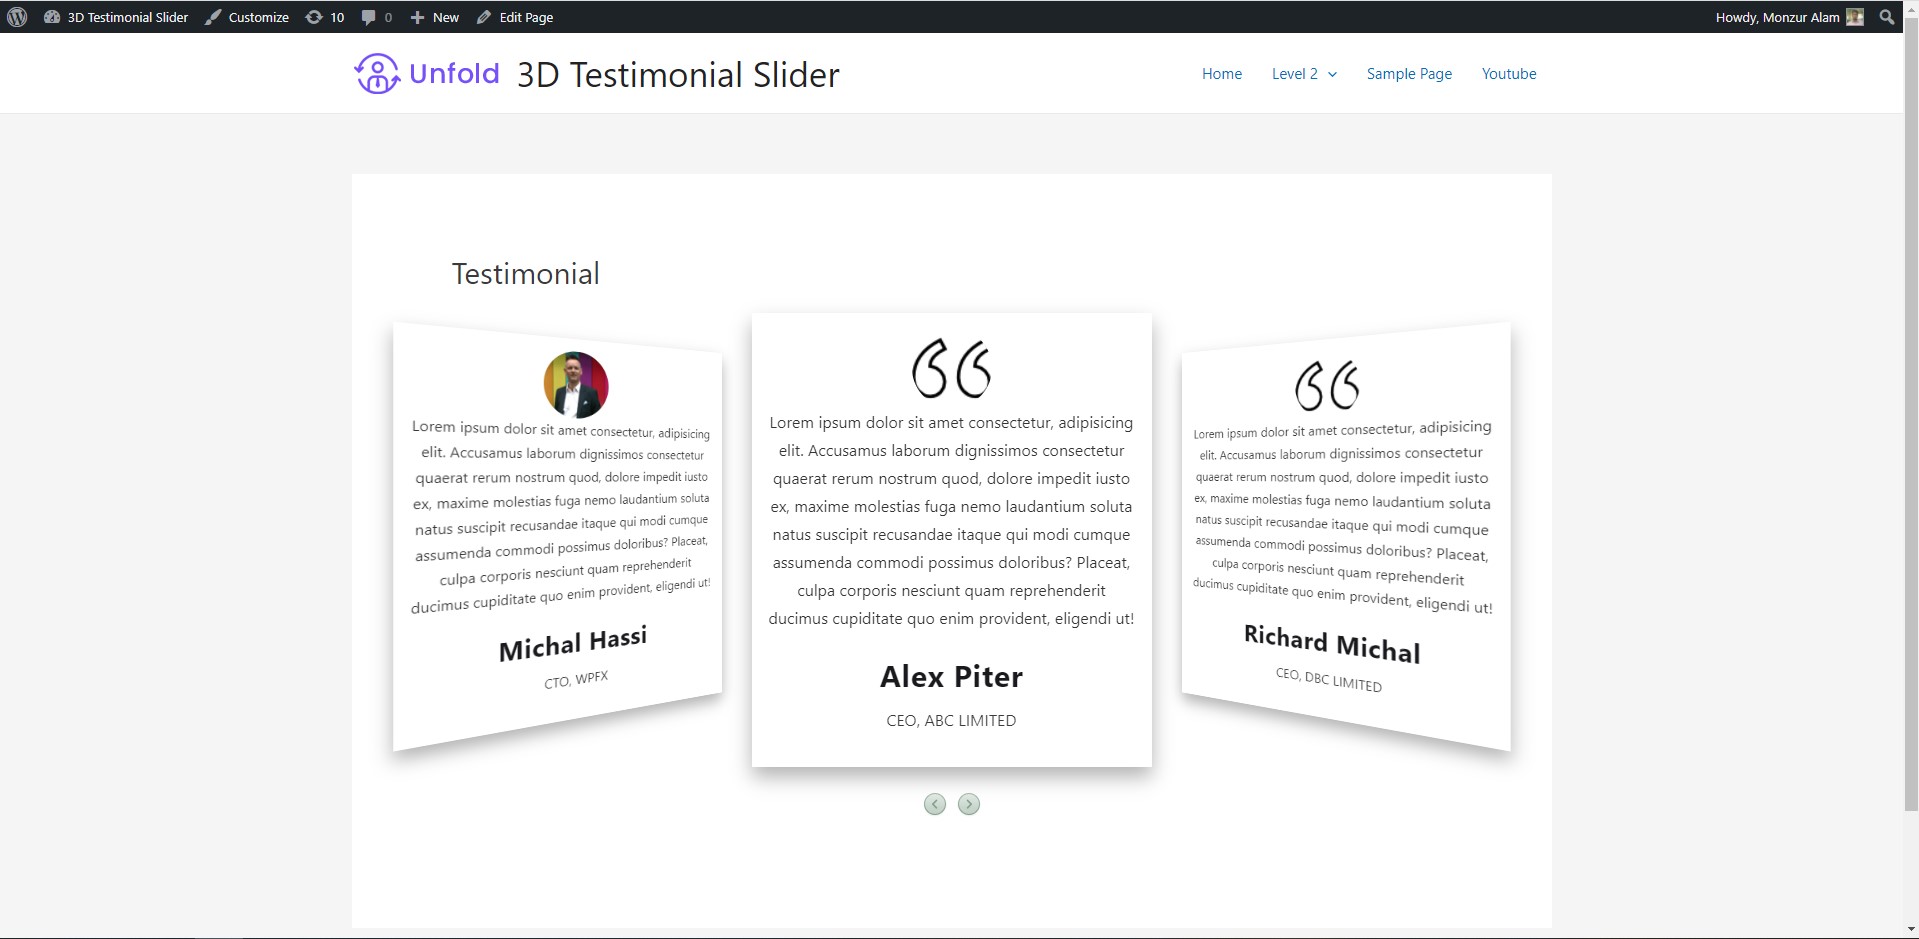 3D Testimonial Slider Customize 10 0 New Edit Page Howdy, Monzur Alam
Unfold 3D Testimonial Slider Home Level 2 Sample Page Youtube
Testimonial
Lorem ipsum dolor sit amet consectetur, adipisicing
elit. Accusamus laborum dignissimos consectetur
quaerat rerum nostrum quod, dolore impedit iusto
ex, maxime molestias fuga nemo laudantium soluta
natus suscipit recusandae itaque qui modi cumque
assumenda commodi possimus doloribus? Placeat,
culpa corporis nesciunt quam reprehenderit
ducimus cupiditate quo enim provident, eligendi ut!
Michal Hassi
CTO, WPFX
Lorem ipsum dolor sit amet consectetur, adipisicing
elit. Accusamus laborum dignissimos consectetur
quaerat rerum nostrum quod, dolore impedit iusto
ex, maxime molestias fuga nemo laudantium soluta
natus suscipit recusandae itaque qui modi cumque
assumenda commodi possimus doloribus? Placeat,
culpa corporis nesciunt quam reprehenderit
ducimus cupiditate quo enim provident, eligendi ut!
Alex Piter
CEO, ABC LIMITED
Lorem ipsum dolor sit amet consectetur, adipisicing
elit. Accusamus laborum dignissimos consectetur
quaerat rerum nostrum quod, dolore impedit iusto
ex, maxime molestias fuga nemo laudantium soluta
natus suscipit recusandae itaque qui modi cumque
assumenda commodi possimus doloribus? Placeat,
culpa corporis nesciunt quam reprehenderit
ducimus cupiditate quo enim provident, eligendi ut!
Richard Michal
CEO, DBC LIMITED